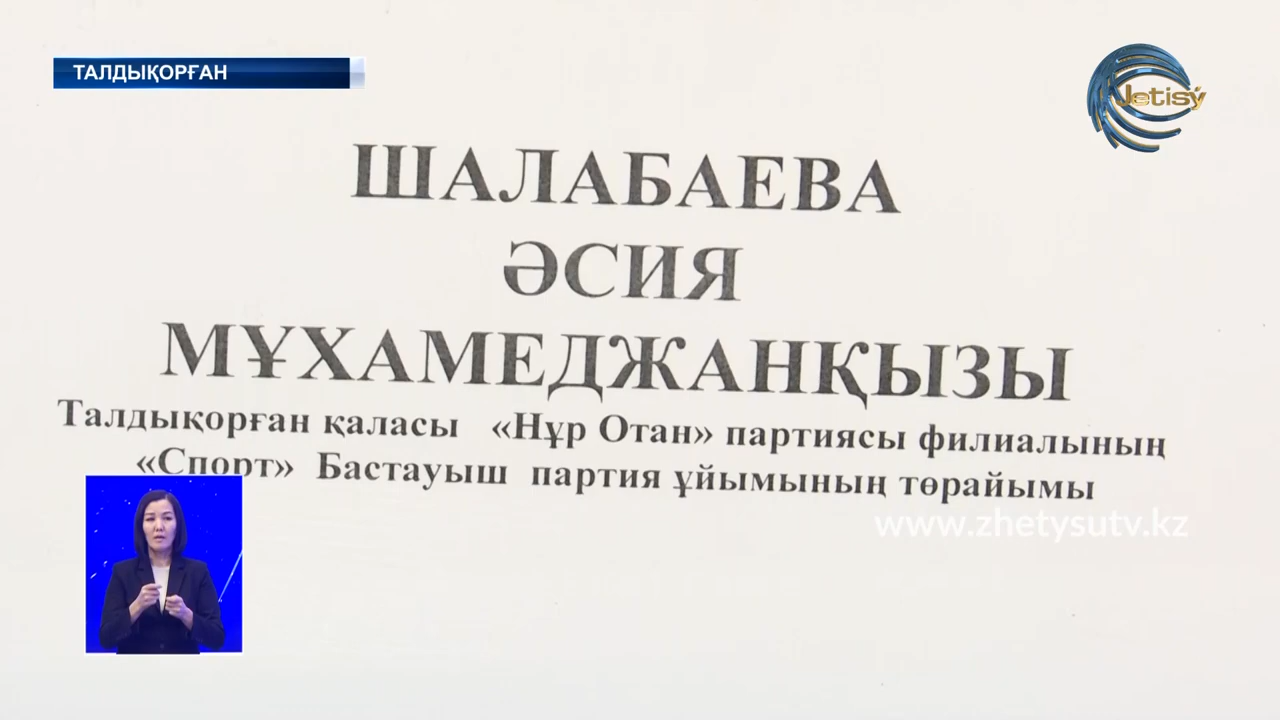 ТАЛДЫҚОРҒАН
Jetisý
ШАЛАБАЕВА
ӘСИЯ
МҰХАМЕДЖАНҚЫЗЫ
Талдықорған қаласы «Нұр Отан» партиясы филиалының
«Спорт» Бастауыш партия ұйымының төрайымы
www.zhetysutv.kz